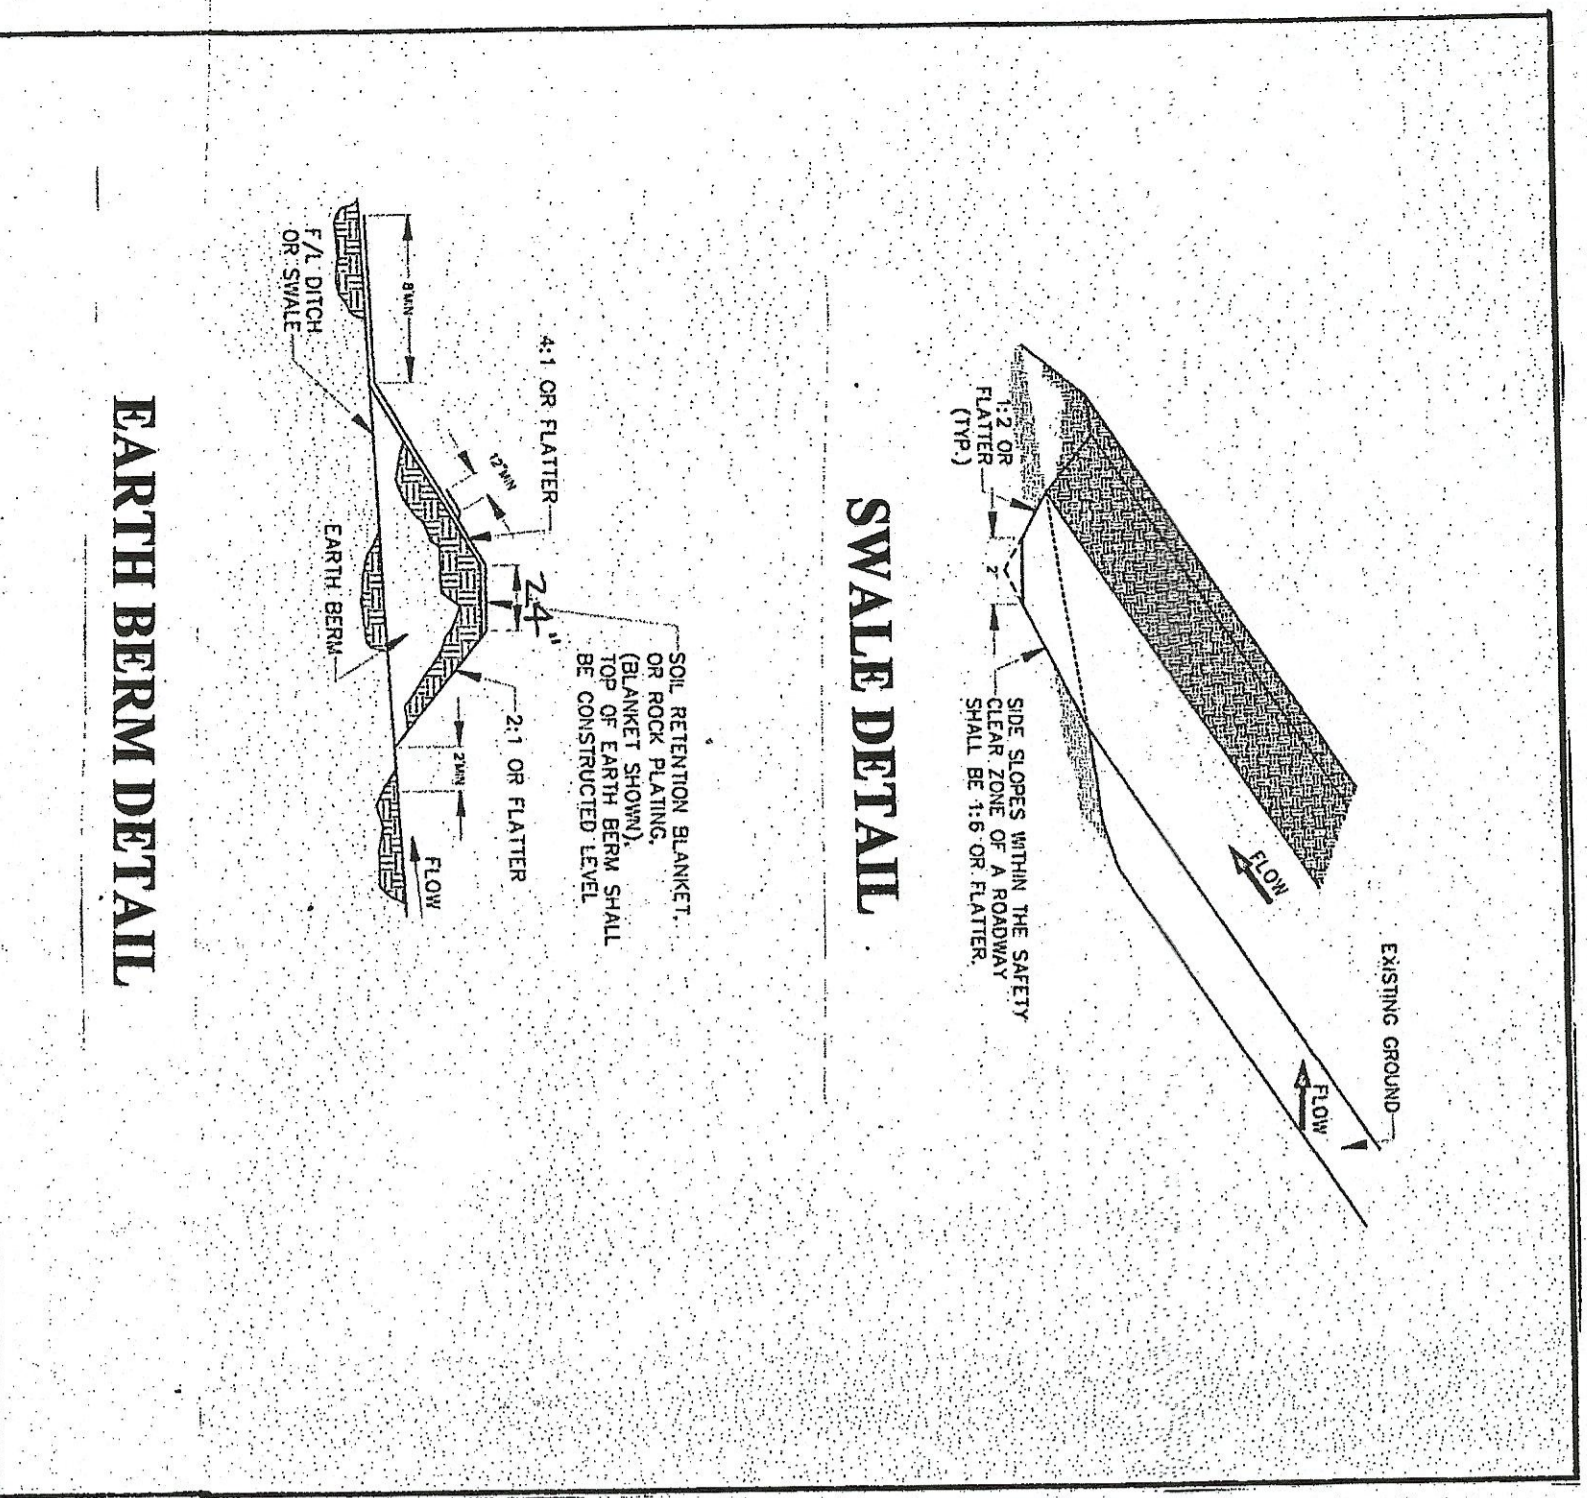 EXISTING GROUND
FLOW
FLOW
1:2 OR
FLATTER
(TYP.)
2'
SIDE SLOPES WITHIN THE SAFETY
CLEAR ZONE OF A ROADWAY
SHALL BE 1:6 OR FLATTER.
SWALE DETAIL
SOIL RETENTION BLANKET,
OR ROCK PLATING.
(BLANKET SHOWN).
TOP OF EARTH BERM SHALL
BE CONSTRUCTED LEVEL
4:1 OR FLATTER
24"
2:1 OR FLATTER
12"MIN
8'MIN
2'MIN
FLOW
F/L DITCH
OR SWALE
EARTH BERM
EARTH BERM DETAIL